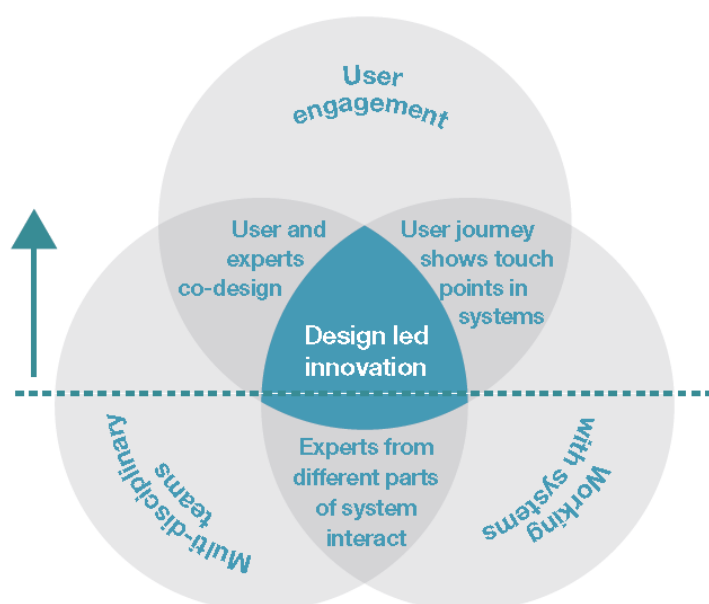 User
engagement
User and
experts
co-design
User journey
shows touch
points in
systems
Design led
innovation
Multi-disciplinary
teams
Experts from
different parts
of system
interact
Working
with systems